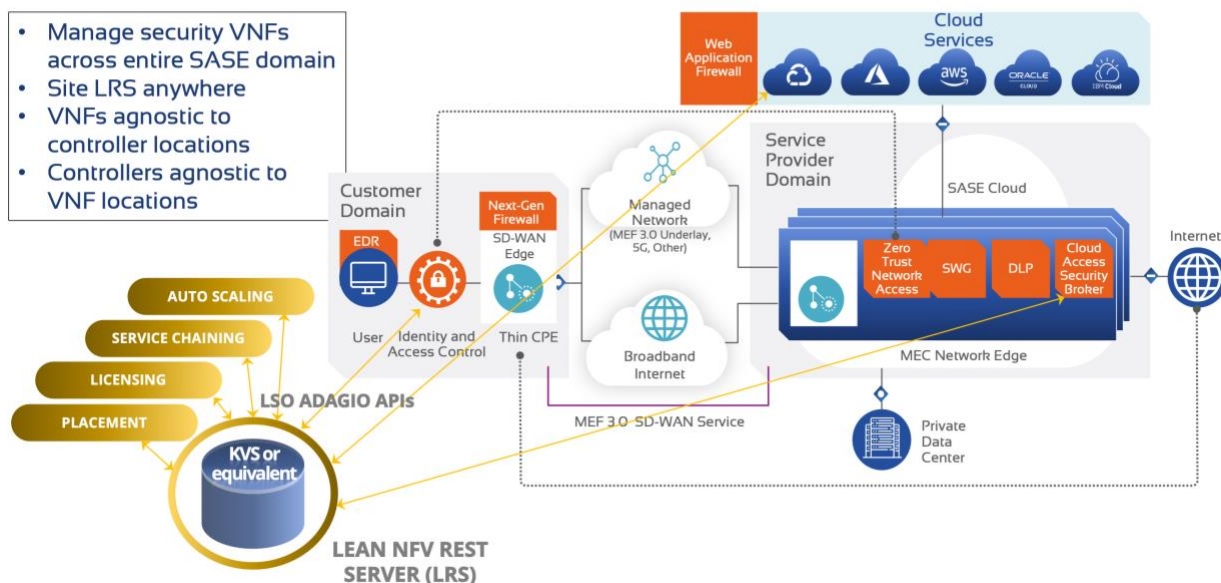 • Manage security VNFs
across entire SASE domain
• Site LRS anywhere
• VNFs agnostic to
controller locations
• Controllers agnostic to
VNF locations
Web
Application
Firewall
Cloud
Services
aws
ORACLE
CLOUD
IBM Cloud
Customer
Domain
EDR
User
Identity and
Access Control
Next-Gen
Firewall
SD-WAN
Edge
Thin CPE
Managed
Network
(MEF 3.0 Underlay,
5G, Other)
Broadband
Internet
MEF 3.0 SD-WAN Service
Service
Provider
Domain
SASE Cloud
Zero
Trust
Network
Access
SWG
DLP
Cloud
Access
Security
Broker
MEC Network Edge
Internet
Private
Data
Center
AUTO SCALING
SERVICE CHAINING
LICENSING
PLACEMENT
LSO ADAGIO APIs
KVS or
equivalent
LEAN NFV REST
SERVER (LRS)